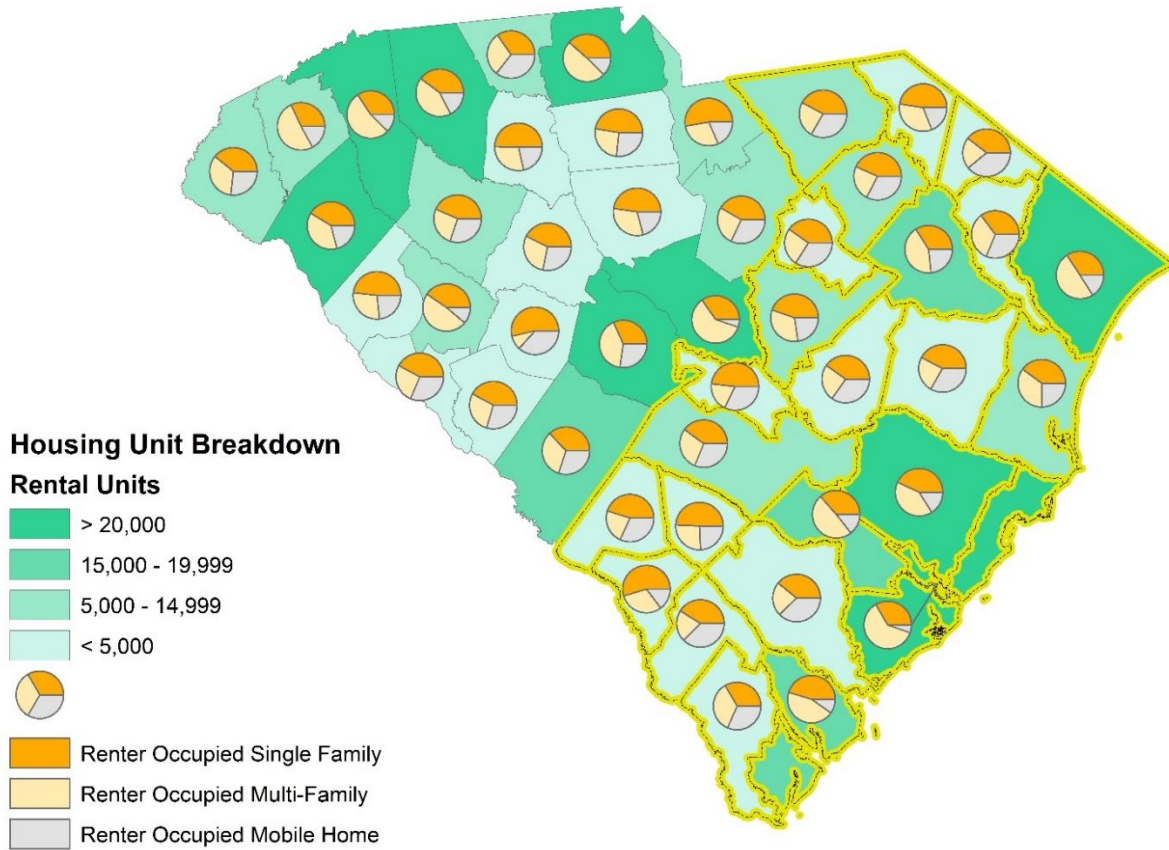 Housing Unit Breakdown
Rental Units
> 20,000
15,000 - 19,999
5,000 - 14,999
< 5,000
Renter Occupied Single Family
Renter Occupied Multi-Family
Renter Occupied Mobile Home